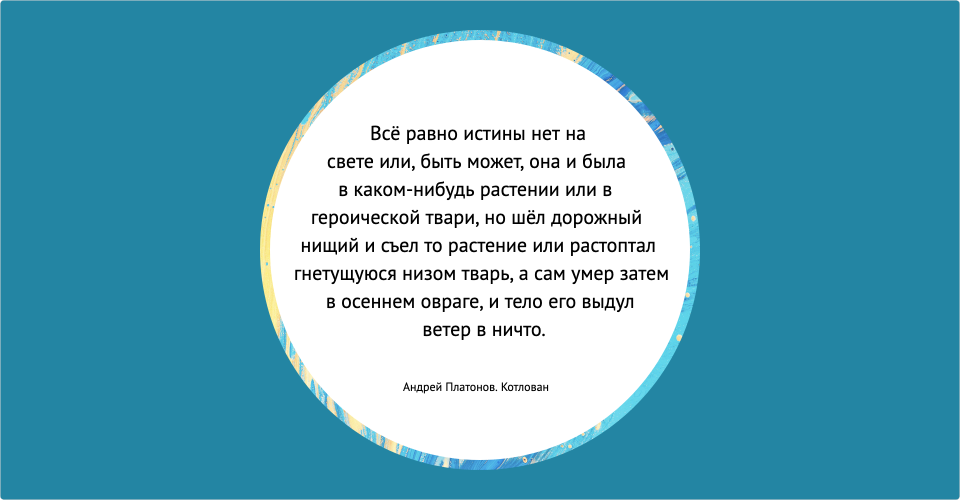 Всё равно истины нет на
свете или, быть может, она и была
в каком-нибудь растении или в
героической твари, но шёл дорожный
нищий и съел то растение или растоптал
гнетущуюся низом тварь, а сам умер затем
в осеннем овраге, и тело его выдул
ветер в ничто.
Андрей Платонов. Котлован